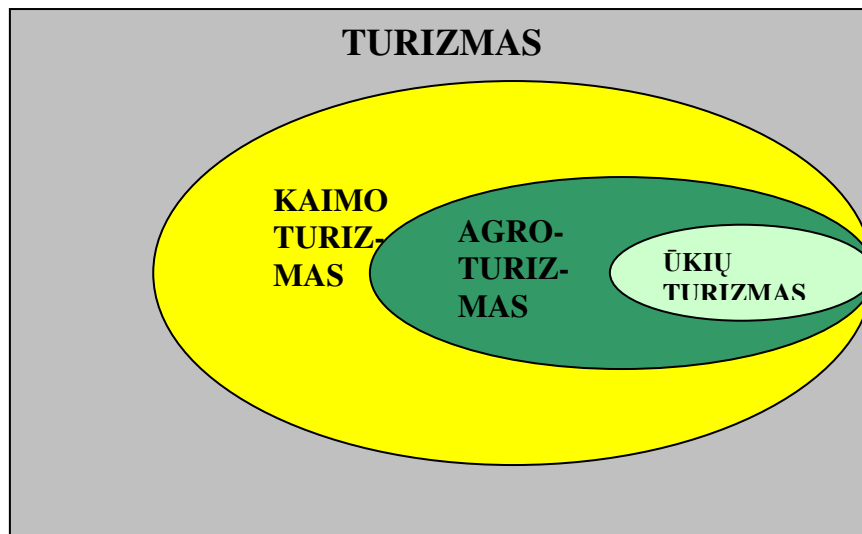 TURIZMAS
KAIMO
TURIZ-
MAS
AGRO-
TURIZ-
MAS
ŪKIŲ
TURIZMAS